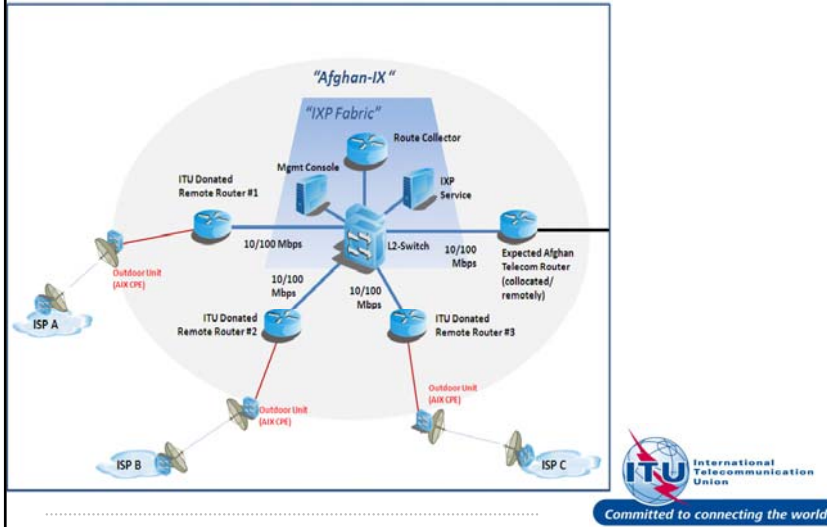 "Afghan-IX"
"IXP Fabric"
Route Collector
Mgmt Console
IXP
Service
ITU Donated
Remote Router #1
10/100 Mbps
L2-Switch
10/100
Mbps
Expected Afghan
Telecom Router
(collocated/
remotely)
Outdoor Unit
(AIX CPE)
ISP A
10/100
Mbps
10/100
Mbps
ITU Donated
Remote Router #2
ITU Donated
Remote Router #3
Outdoor Unit
(AIX CPE)
Outdoor Unit
(AIX CPE)
ISP B
ISP C
ITU
International
Telecommunication
Union
Committed to connecting the world